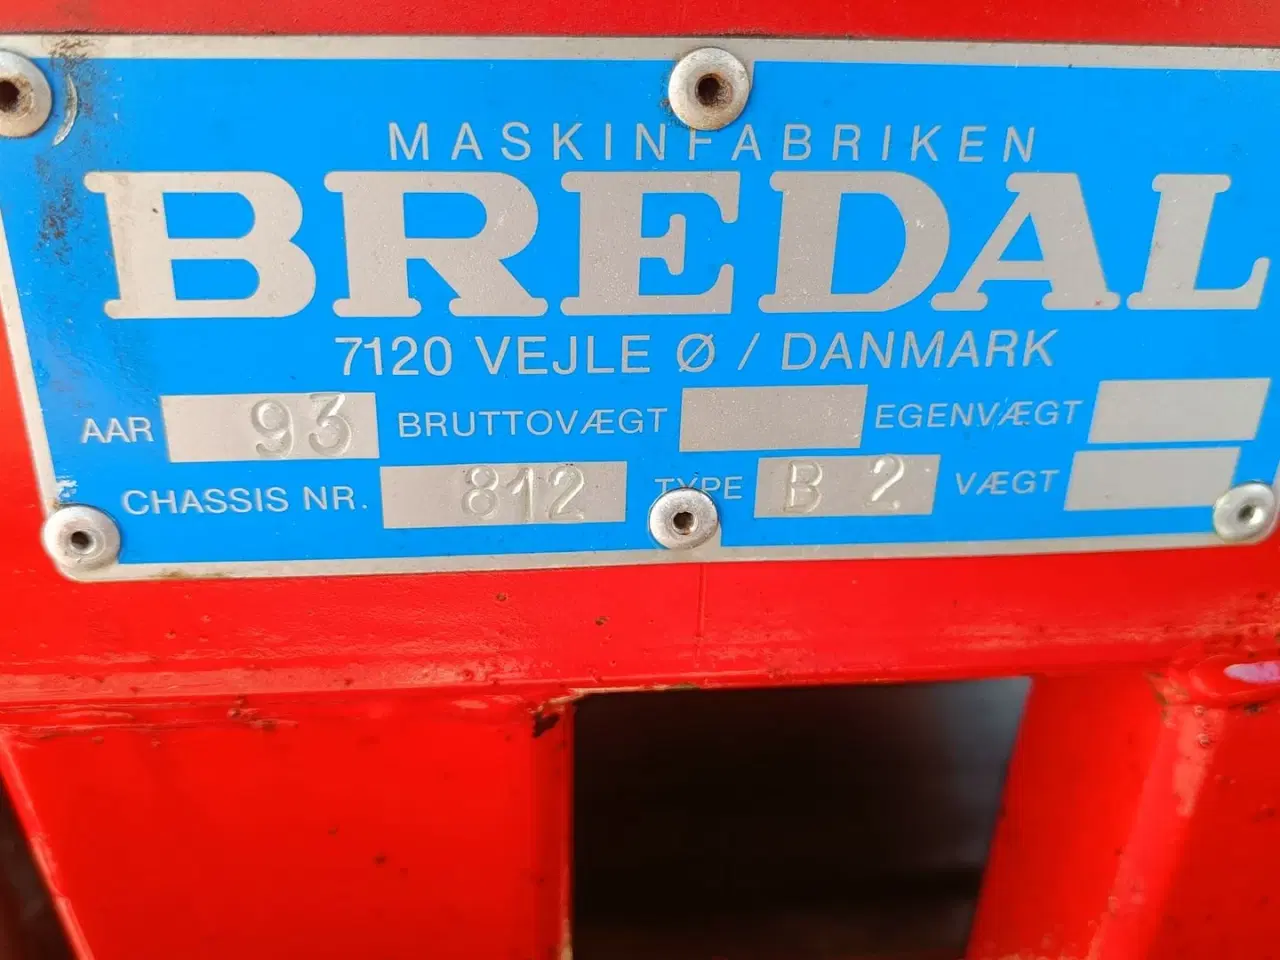 MASKINFABRIKEN
BREDAL
7120 VEJLE Ø / DANMARK
AAR 93 BRUTTOVÆGT EGENVÆGT
CHASSIS NR. 812 TYPE B 2 VÆGT